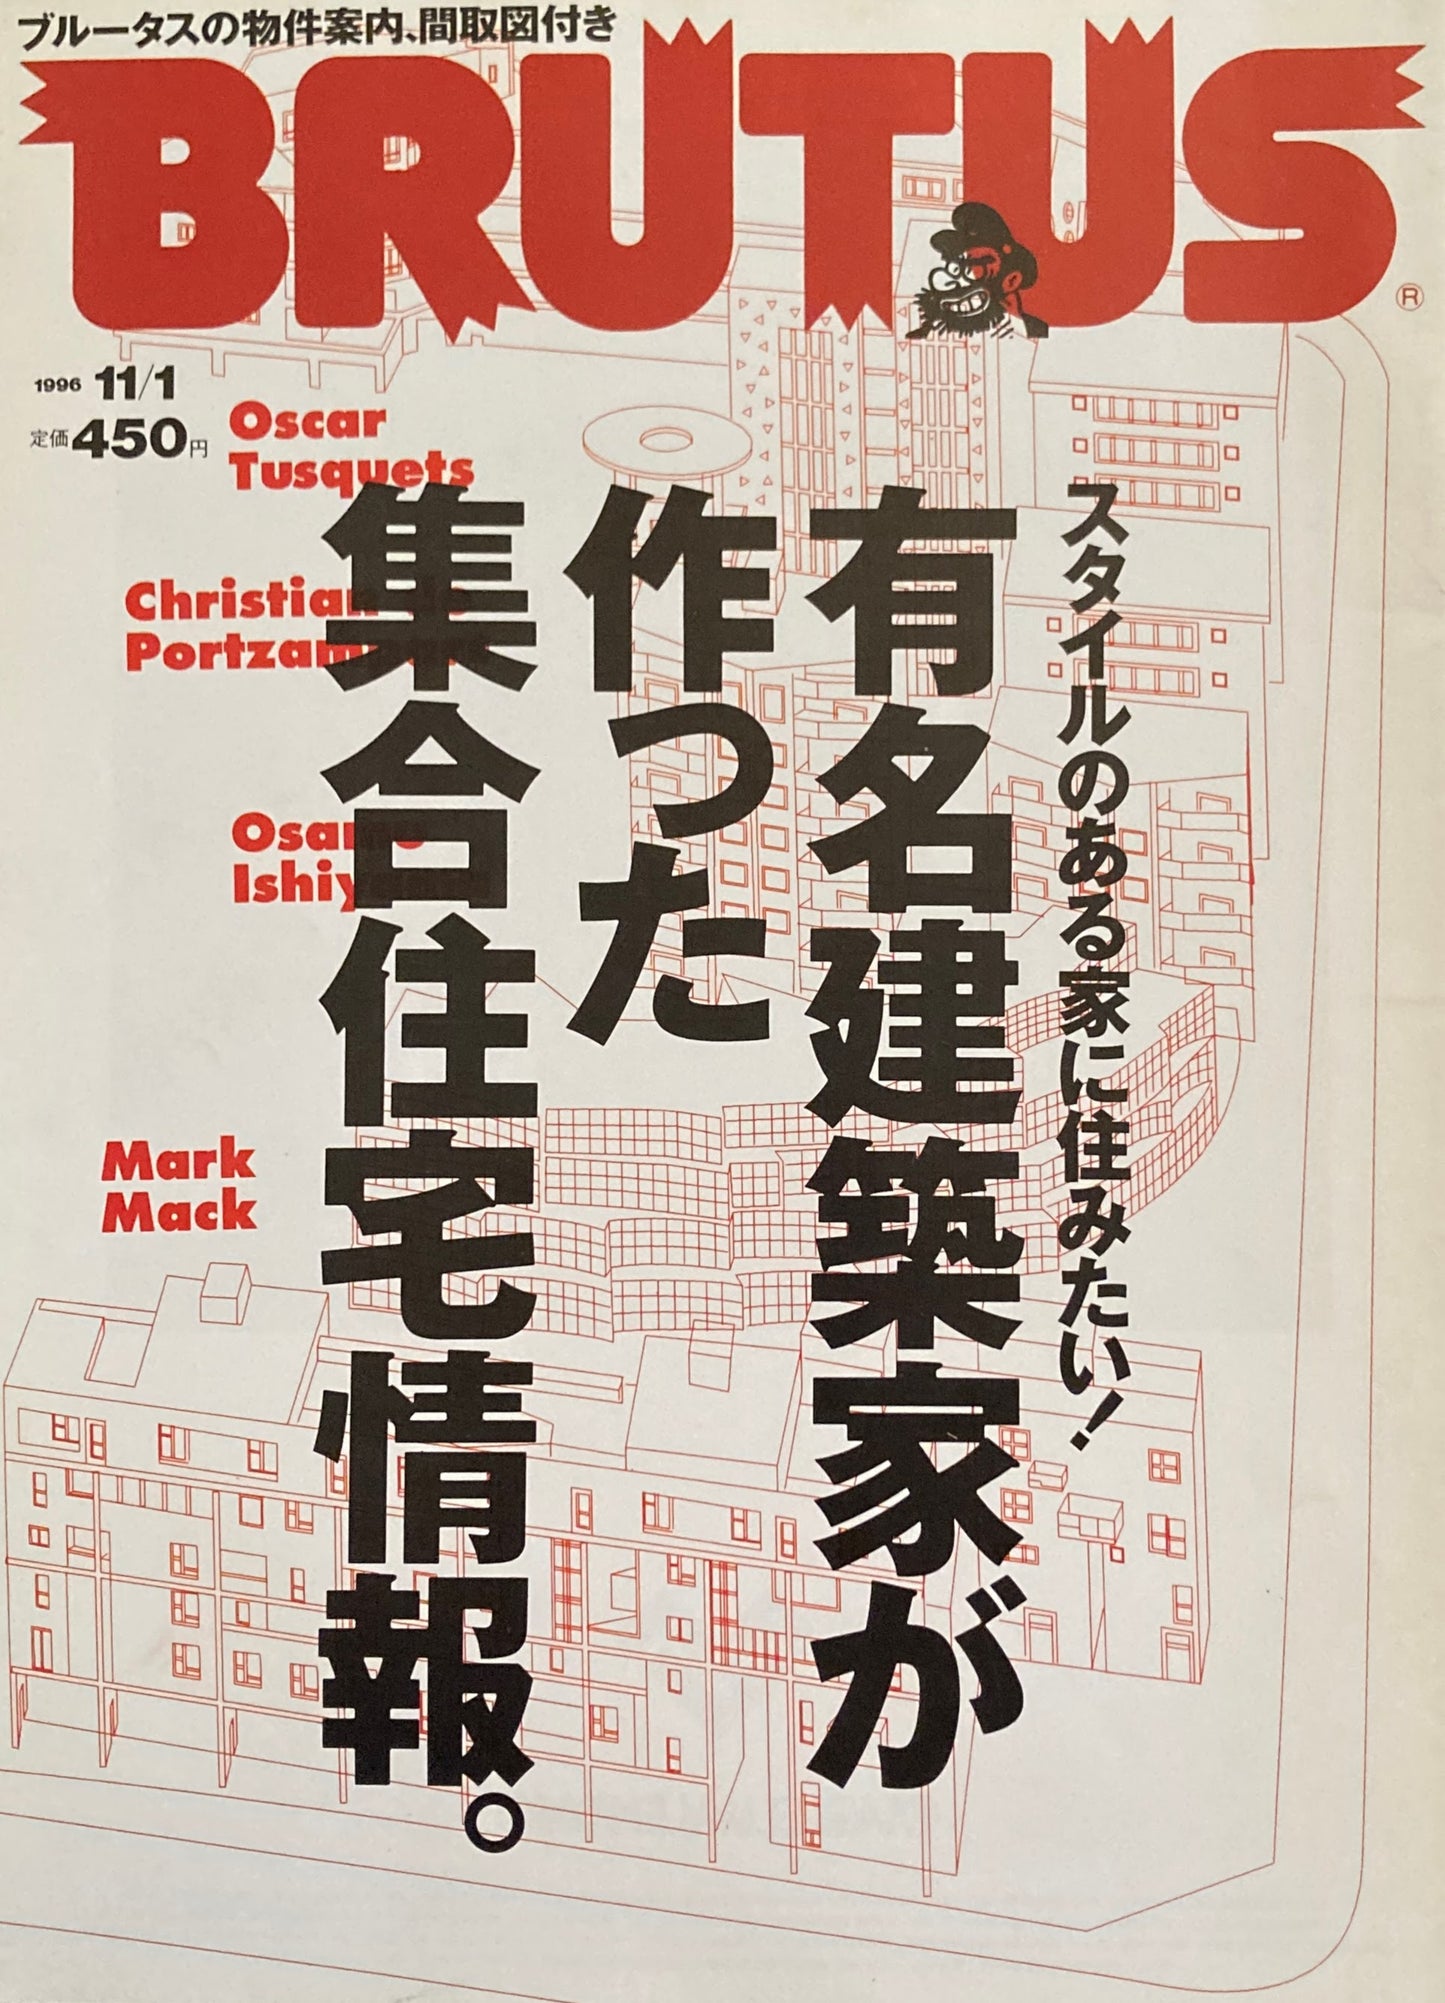 ブルータスの物件案内、間取図付き
BRUTUS
®
1996 11/1
定価450円
Oscar
Tusquets
Christian
Portzam
Osamu
Ishiy
Mark
Mack
スタイルのある家に住みたい!
有名建築家が
作った
集合住宅情報。